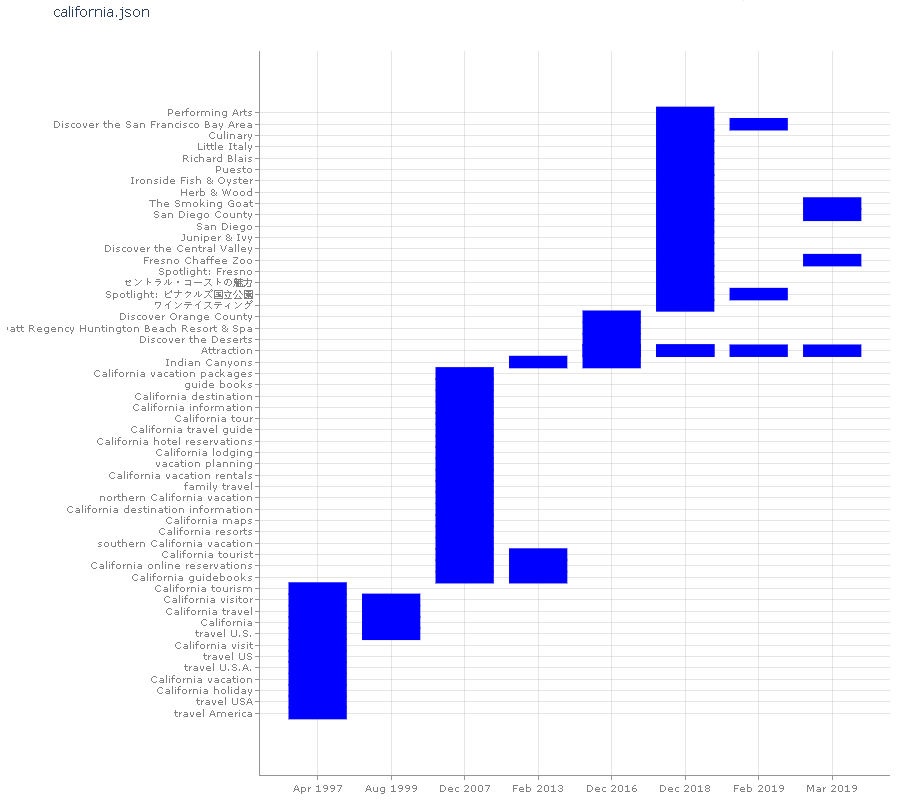 california.json
Performing Arts
Discover the San Francisco Bay Area
Culinary
Little Italy
Richard Blais
Puesto
Ironside Fish & Oyster
Herb & Wood
The Smoking Goat
San Diego County
San Diego
Juniper & Ivy
Discover the Central Valley
Fresno Chaffee Zoo
Spotlight: Fresno
セントラル・コーストの魅力
Spotlight: ピナクルズ国立公園
ワインテイスティング
Discover Orange County
Regency Huntington Beach Resort & Spa
Discover the Deserts
Attraction
Indian Canyons
California vacation packages
guide books
California destination
California information
California tour
California travel guide
California hotel reservations
California lodging
vacation planning
California vacation rentals
family travel
northern California vacation
California destination information
California maps
California resorts
southern California vacation
California tourist
California online reservations
California guidebooks
California tourism
California visitor
California travel
California
travel U.S.
California visit
travel US
travel U.S.A.
California vacation
California holiday
travel USA
travel America
Apr 1997 Aug 1999 Dec 2007 Feb 2013 Dec 2016 Dec 2018 Feb 2019 Mar 2019